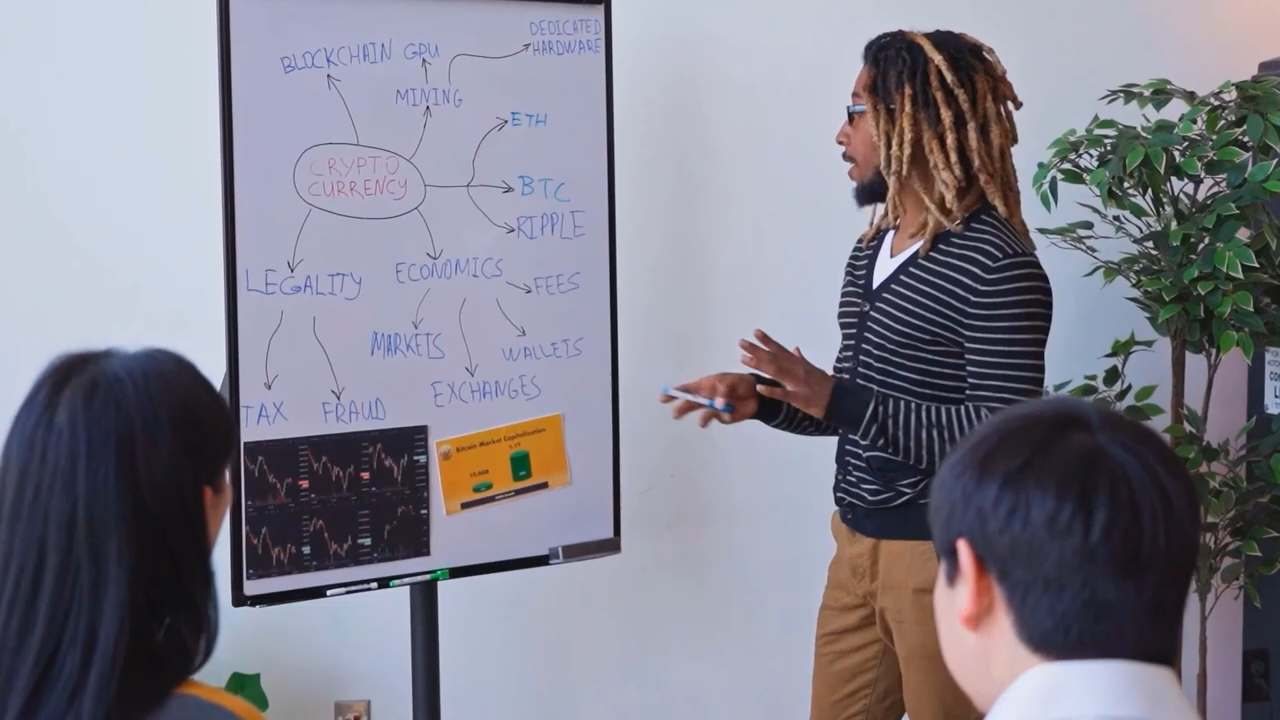 DEDICATED
HARDWARE
BLOCKCHAIN GPU
MINING
ETH
CRYPTO
CURRENCY
BTC
RIPPLE
LEGALITY
ECONOMICS
FEES
MARKETS
WALLETS
EXCHANGES
TAX
FRAUD
Bitcoin Market Capitalization